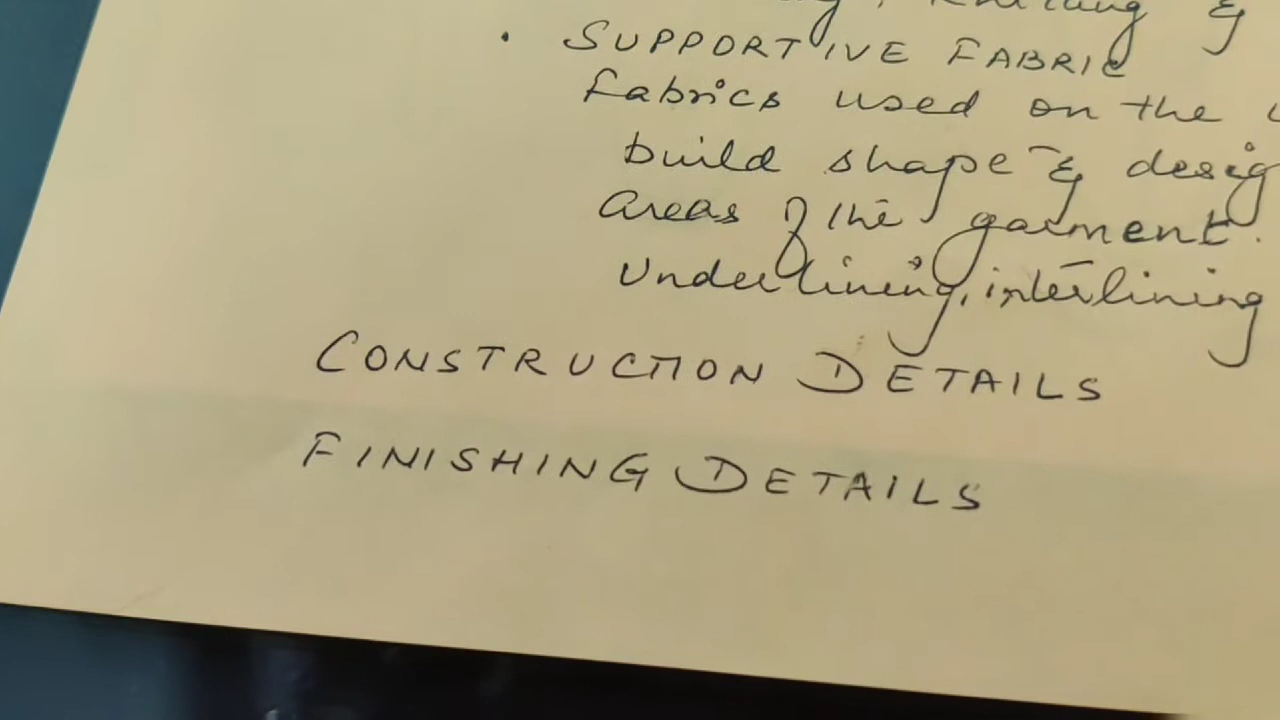 knitting &
• SUPPORTIVE FABRIC
fabrics used on the
build shape & desig
areas of the garment.
Underlining, interlining
CONSTRUCTION DETAILS
FINISHING DETAILS